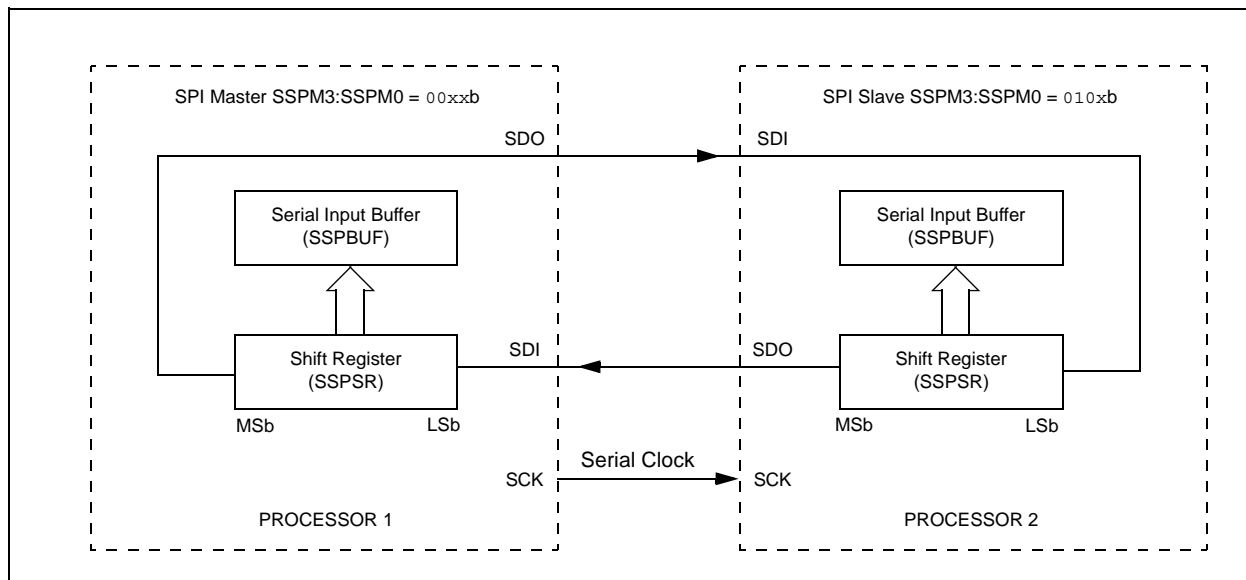 SPI Master SSPM3:SSPM0 = 00xxb
SDO
Serial Input Buffer
(SSPBUF)
Shift Register
(SSPSR)
MSb
LSb
SDI
SCK
PROCESSOR 1
Serial Clock
SPI Slave SSPM3:SSPM0 = 010xb
SDI
Serial Input Buffer
(SSPBUF)
SDO
Shift Register
(SSPSR)
MSb
LSb
SCK
PROCESSOR 2